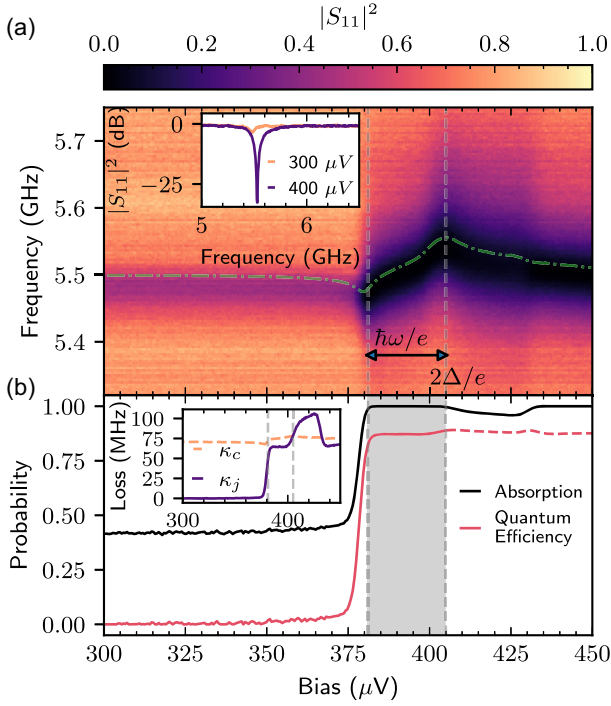 (a)
|S₁₁|²
0.0 0.2 0.4 0.6 0.8 1.0
Frequency (GHz)
5.7
5.6
5.5
5.4
|S₁₁|² (dB)
0
−25
300 μV
400 μV
5 6
Frequency (GHz)
ℏω/e
2Δ/e
(b)
Probability
1.00
0.75
0.50
0.25
0.00
Loss (MHz)
100
75
50
25
0
κc
κj
300 400
Absorption
Quantum
Efficiency
300 325 350 375 400 425 450
Bias (μV)